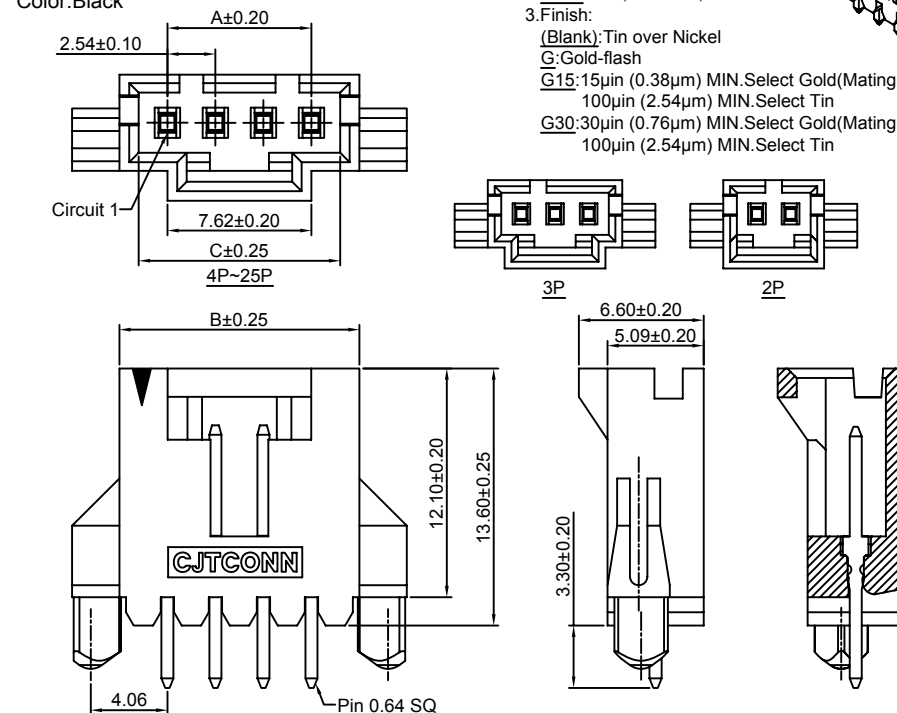 Color:Black
3.Finish:
(Blank):Tin over Nickel
G:Gold-flash
G15:15μin (0.38μm) MIN.Select Gold(Mating
100μin (2.54μm) MIN.Select Tin
G30:30μin (0.76μm) MIN.Select Gold(Mating
100μin (2.54μm) MIN.Select Tin
A±0.20
2.54±0.10
Circuit 1
7.62±0.20
C±0.25
4P~25P
3P
2P
B±0.25
12.10±0.20
13.60±0.25
CJTCONN
4.06
Pin 0.64 SQ
6.60±0.20
5.09±0.20
3.30±0.20